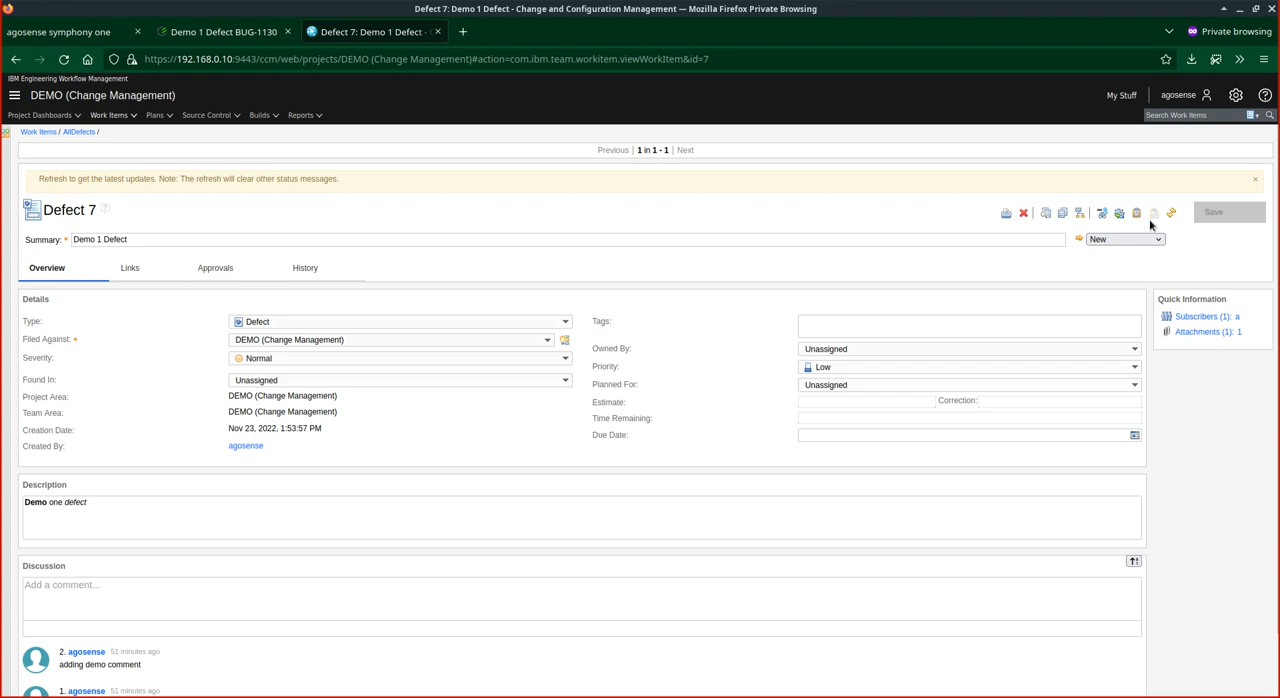 Defect 7: Demo 1 Defect - Change and Configuration Management — Mozilla Firefox Private Browsing
agosense symphony one
Demo 1 Defect BUG-1130
Defect 7: Demo 1 Defect -
Private browsing
https://192.168.0.10:9443/ccm/web/projects/DEMO (Change Management)#action=com.ibm.team.workitem.viewWorkItem&id=7
IBM Engineering Workflow Management
DEMO (Change Management)
My Stuff
agosense
Project Dashboards
Work Items
Plans
Source Control
Builds
Reports
Search Work Items
Work Items / AllDefects /
Previous | 1 in 1 - 1 | Next
Refresh to get the latest updates. Note: The refresh will clear other status messages.
Defect 7
Save
Summary: * Demo 1 Defect
New
Overview
Links
Approvals
History
Details
Type: Defect
Filed Against: * DEMO (Change Management)
Severity: Normal
Found In: Unassigned
Project Area: DEMO (Change Management)
Team Area: DEMO (Change Management)
Creation Date: Nov 23, 2022, 1:53:57 PM
Created By: agosense
Tags:
Owned By: Unassigned
Priority: Low
Planned For: Unassigned
Estimate: Correction:
Time Remaining:
Due Date:
Quick Information
Subscribers (1): a
Attachments (1): 1
Description
Demo one defect
Discussion
Add a comment...
2. agosense 51 minutes ago
adding demo comment
1. agosense 51 minutes ago